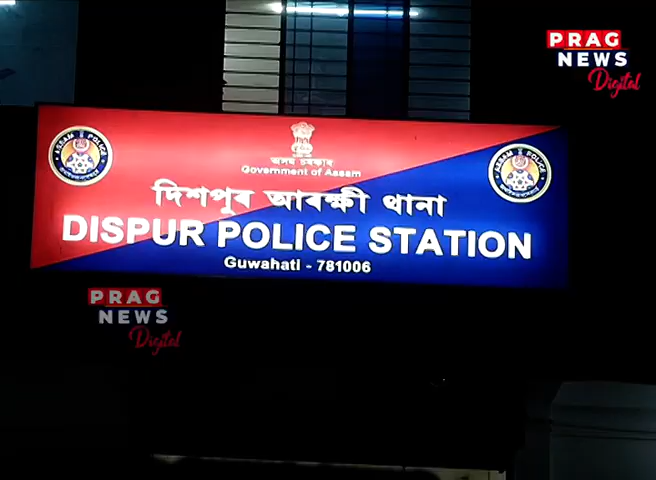 PRAG
NEWS
Digital
অসম চৰকাৰ
Government of Assam
দিশপুৰ আৰক্ষী থানা
DISPUR POLICE STATION
Guwahati - 781006
ASSAM POLICE
ASSAM POLICE
PRAG
NEWS
Digital